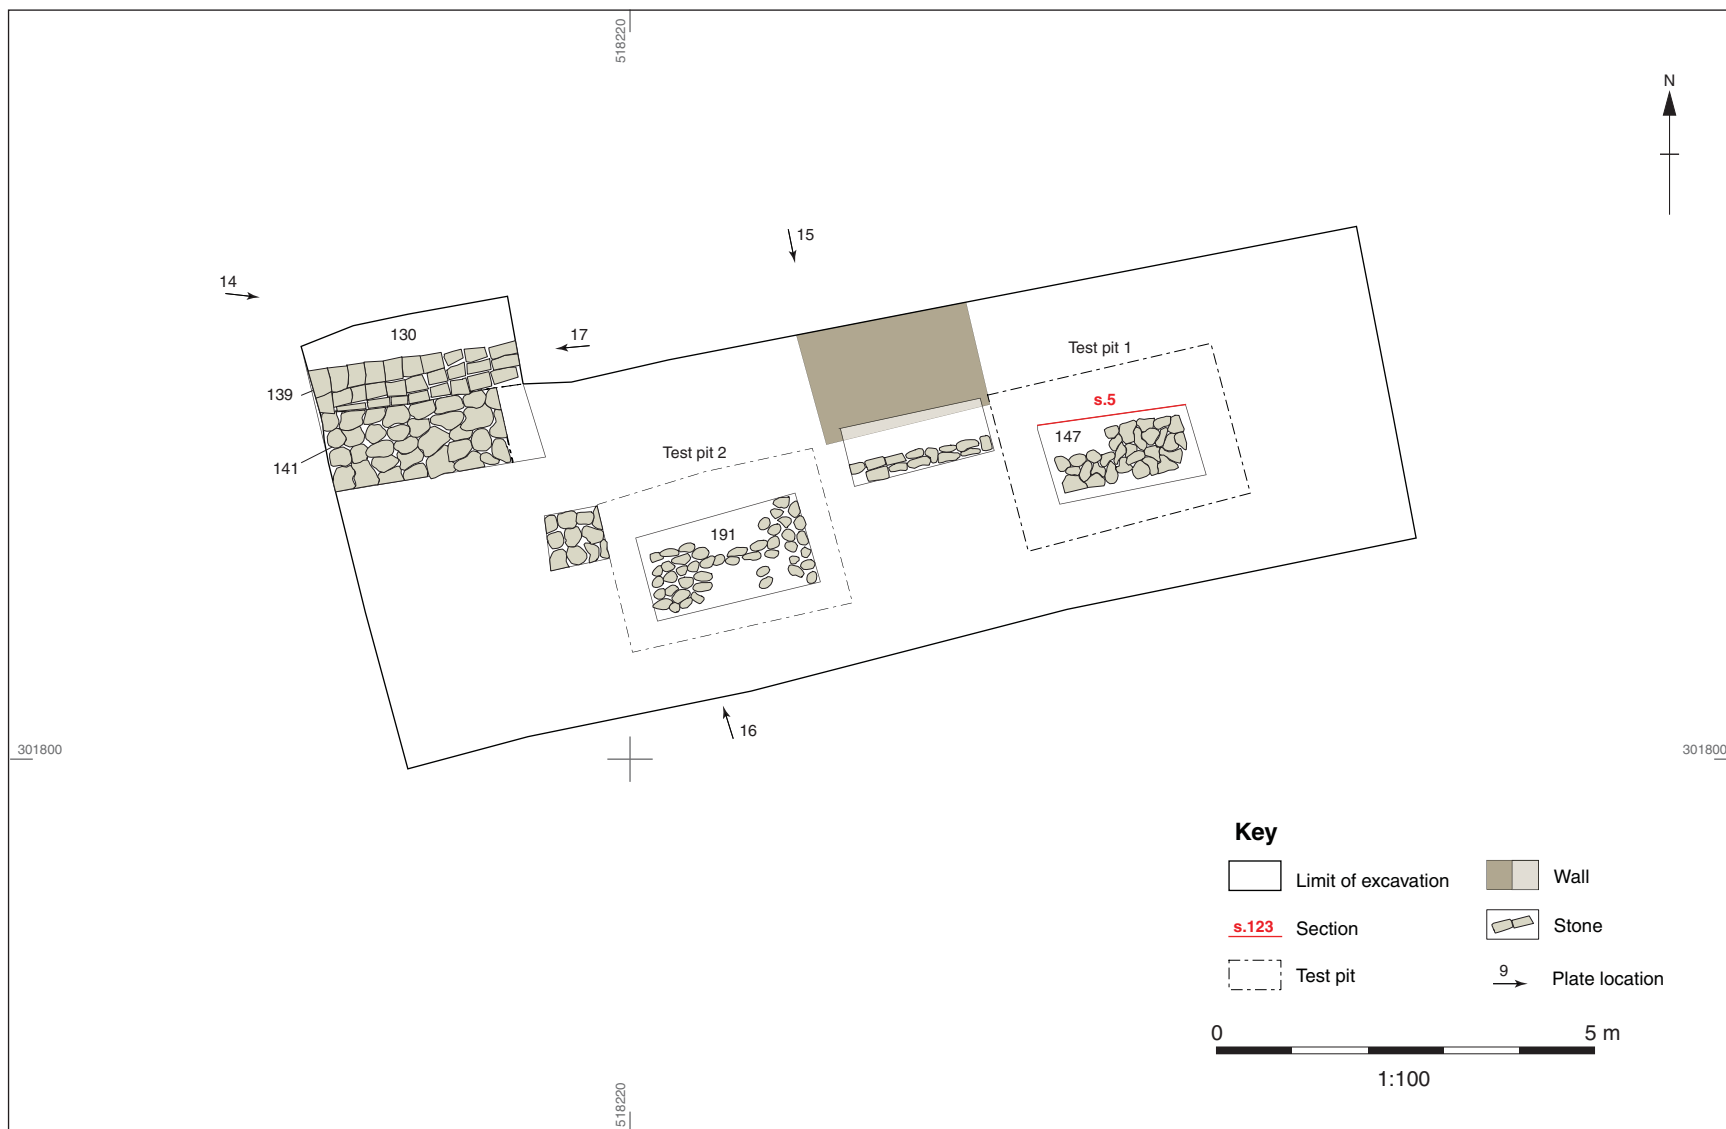 518220
N
15
14
130
17
Test pit 1
139
s.5
147
141
Test pit 2
191
16
301800
301800
Key
Limit of excavation
Wall
s.123
Section
Stone
Test pit
9
Plate location
0
5 m
1:100
518220